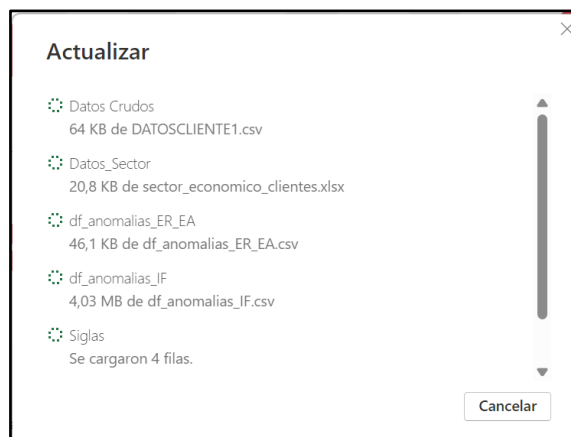 Actualizar
Datos Crudos
64 KB de DATOSCLIENTE1.csv
Datos_Sector
20,8 KB de sector_economico_clientes.xlsx
df_anomalias_ER_EA
46,1 KB de df_anomalias_ER_EA.csv
df_anomalias_IF
4,03 MB de df_anomalias_IF.csv
Siglas
Se cargaron 4 filas.
Cancelar